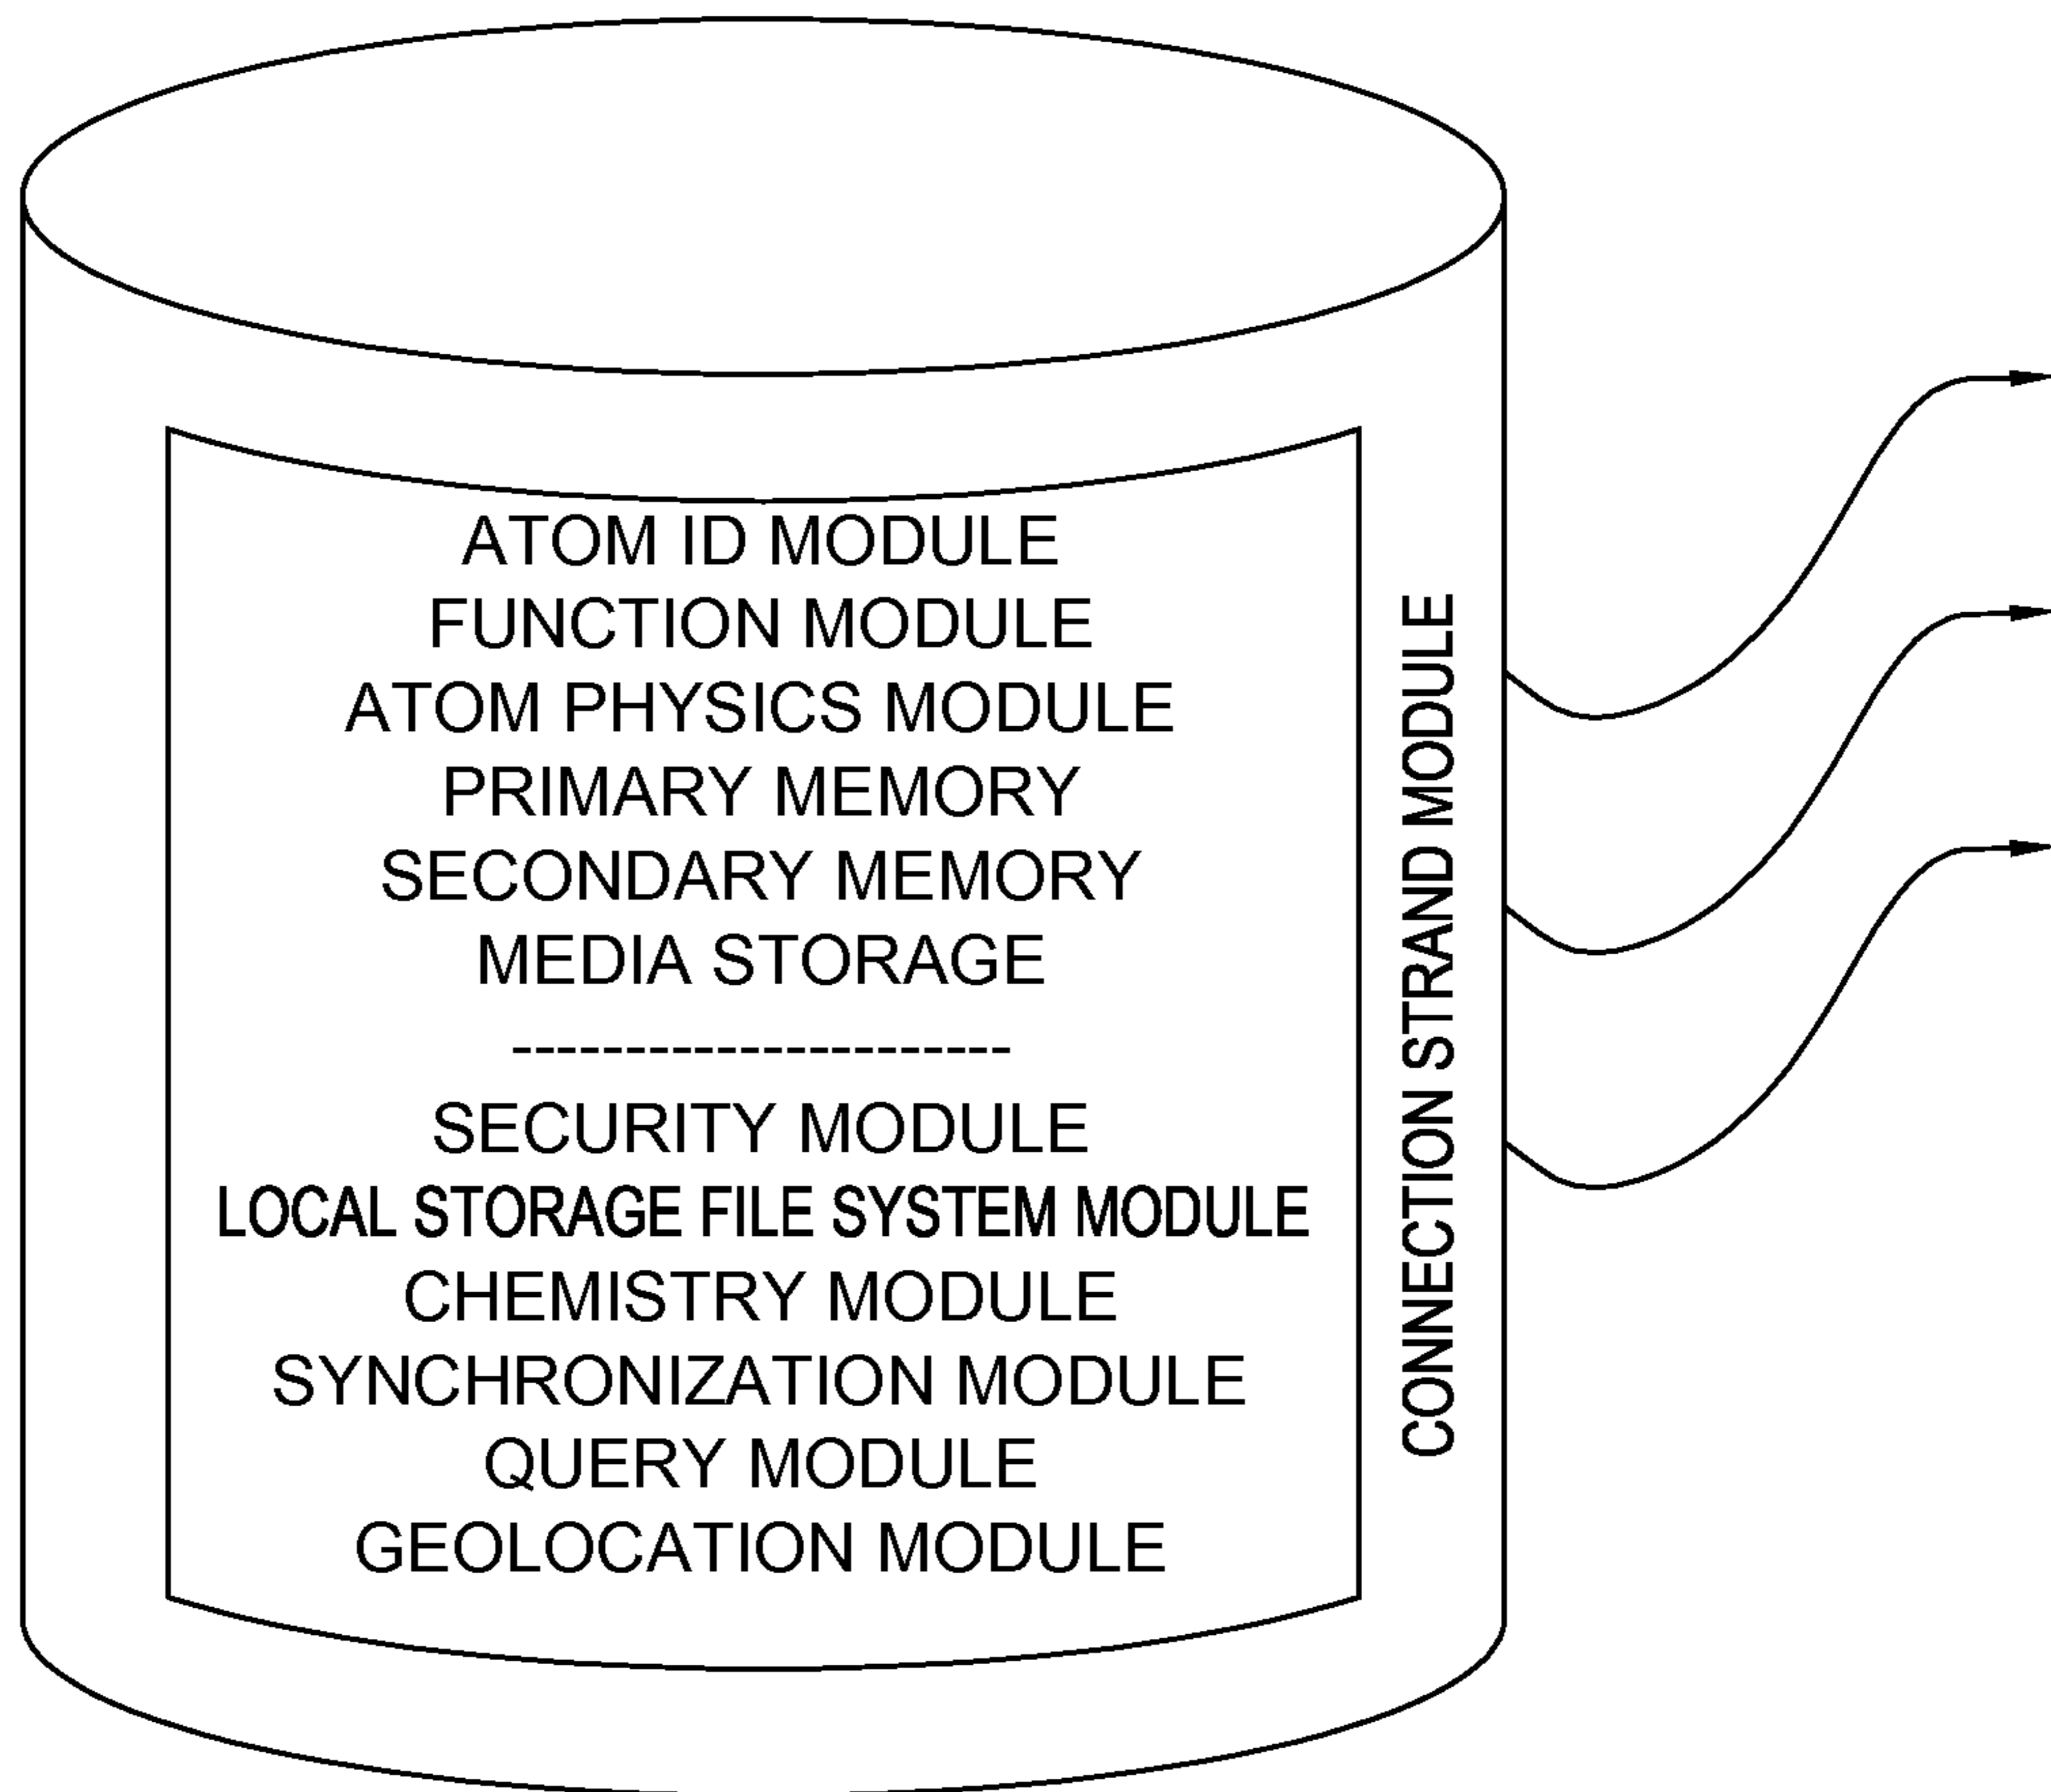 ATOM ID MODULE
FUNCTION MODULE
ATOM PHYSICS MODULE
PRIMARY MEMORY
SECONDARY MEMORY
MEDIA STORAGE
----------------------
SECURITY MODULE
LOCAL STORAGE FILE SYSTEM MODULE
CHEMISTRY MODULE
SYNCHRONIZATION MODULE
QUERY MODULE
GEOLOCATION MODULE
CONNECTION STRAND MODULE